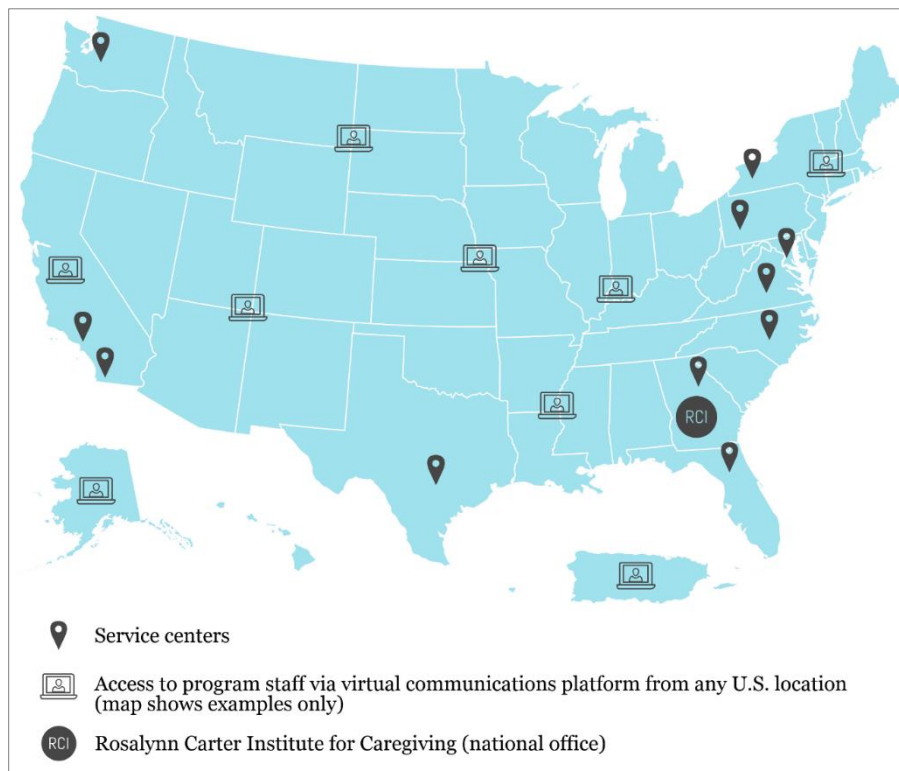 RCI
Service centers
Access to program staff via virtual communications platform from any U.S. location
(map shows examples only)
RCI
Rosalynn Carter Institute for Caregiving (national office)